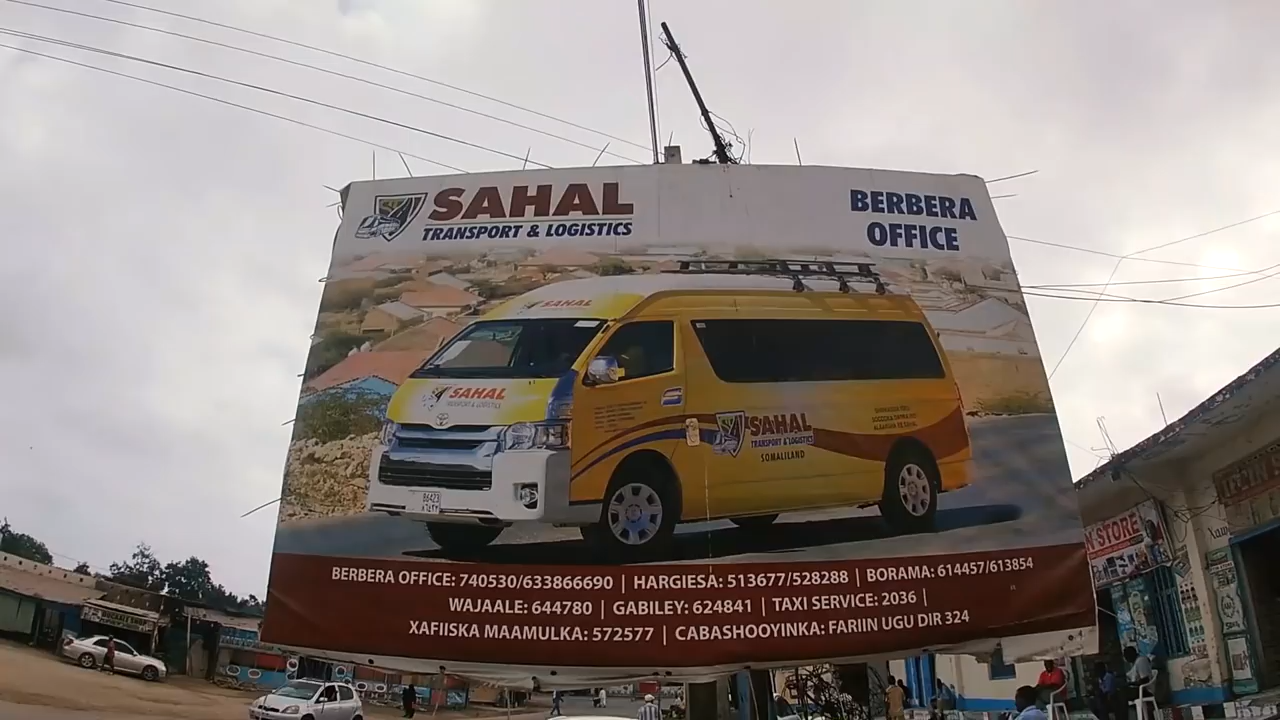 SAHAL
TRANSPORT & LOGISTICS
BERBERA
OFFICE
SAHAL
SAHAL
TRANSPORT & LOGISTICS
SAHAL
TRANSPORT & LOGISTICS
SOMALILAND
B6423
BERBERA OFFICE: 740530/633866690 | HARGIESA: 513677/528288 | BORAMA: 614457/613854
WAJAALE: 644780 | GABILEY: 624841 | TAXI SERVICE: 2036 |
XAFIISKA MAAMULKA: 572577 | CABASHOOYINKA: FARIIN UGU DIR 324
STORE